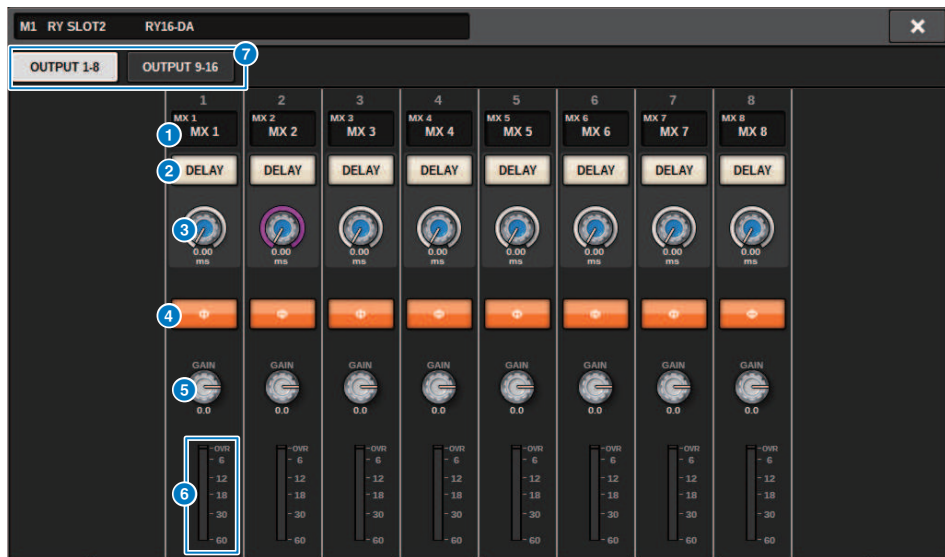 M1 RY SLOT2 RY16-DA
×
7
OUTPUT 1-8 OUTPUT 9-16
1 2 3 4 5 6 7 8
MX 1 MX 2 MX 3 MX 4 MX 5 MX 6 MX 7 MX 8
1 MX 1 MX 2 MX 3 MX 4 MX 5 MX 6 MX 7 MX 8
2 DELAY DELAY DELAY DELAY DELAY DELAY DELAY DELAY
3
0.00 0.00 0.00 0.00 0.00 0.00 0.00 0.00
ms ms ms ms ms ms ms ms
4 Φ Φ Φ Φ Φ Φ Φ Φ
GAIN GAIN GAIN GAIN GAIN GAIN GAIN GAIN
5
0.0 0.0 0.0 0.0 0.0 0.0 0.0 0.0
OVR OVR OVR OVR OVR OVR OVR OVR
6 6 6 6 6 6 6 6
12 12 12 12 12 12 12 12
6 18 18 18 18 18 18 18 18
30 30 30 30 30 30 30 30
60 60 60 60 60 60 60 60